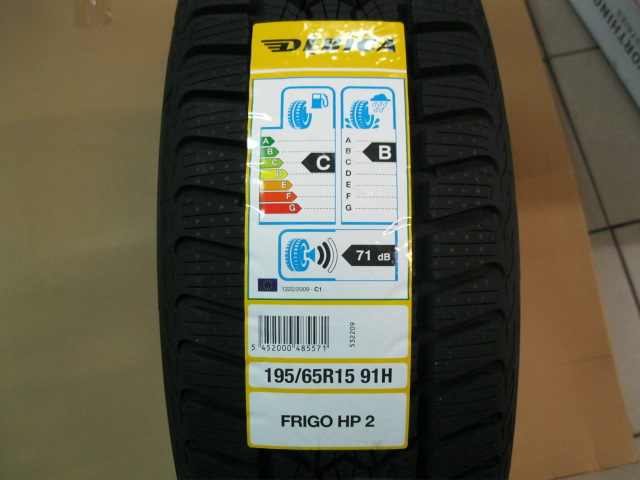 DEBICA
A
B
C
D
E
F
G
C
A
B
C
D
E
F
G
B
71 dB
1222/2009 - C1
5 452000 485571
532209
195/65R15 91H
FRIGO HP 2